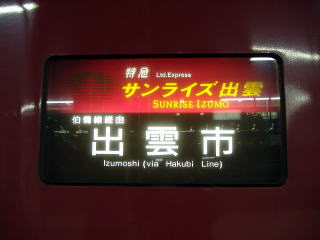 特急 Ltd.Express
サンライズ出雲
SUNRISE IZUMO
伯備線経由
出雲市
Izumoshi (via Hakubi Line)